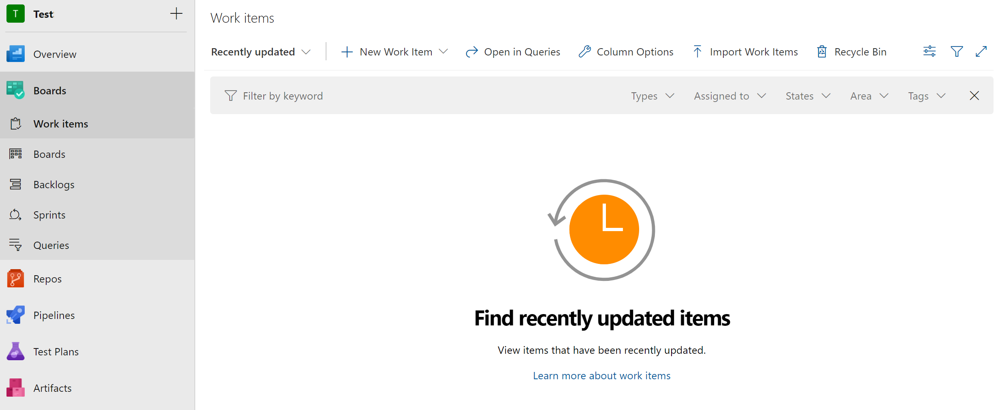 T Test
Overview
Boards
Work items
Boards
Backlogs
Sprints
Queries
Repos
Pipelines
Test Plans
Artifacts
Work items
Recently updated New Work Item Open in Queries Column Options Import Work Items Recycle Bin
Filter by keyword Types Assigned to States Area Tags
Find recently updated items
View items that have been recently updated.
Learn more about work items